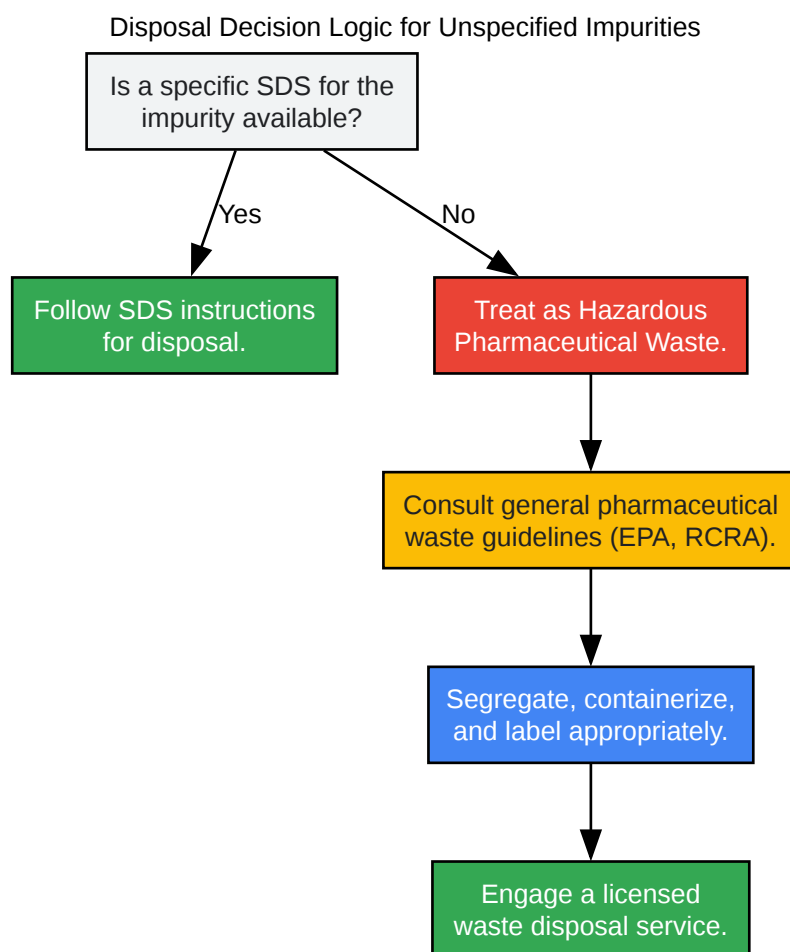 Disposal Decision Logic for Unspecified Impurities
Is a specific SDS for the
impurity available?
Yes
No
Follow SDS instructions
for disposal.
Treat as Hazardous
Pharmaceutical Waste.
Consult general pharmaceutical
waste guidelines (EPA, RCRA).
Segregate, containerize,
and label appropriately.
Engage a licensed
waste disposal service.